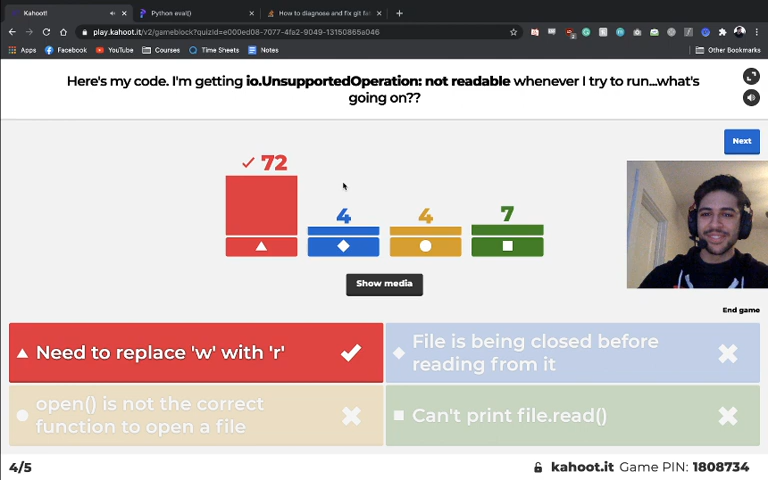 Kahoot!
Python eval()
How to diagnose and fix git fat
play.kahoot.it/v2/gameblock?quizId=e000ed08-7077-4fa2-9049-13150865a046
Apps
Facebook
YouTube
Courses
Time Sheets
Notes
Other Bookmarks
Here's my code. I'm getting io.UnsupportedOperation: not readable whenever I try to run...what's
going on??
Next
72
4
4
7
Show media
End game
Need to replace 'w' with 'r'
File is being closed before
reading from it
open() is not the correct
function to open a file
Can't print file.read()
4/5
kahoot.it Game PIN: 1808734